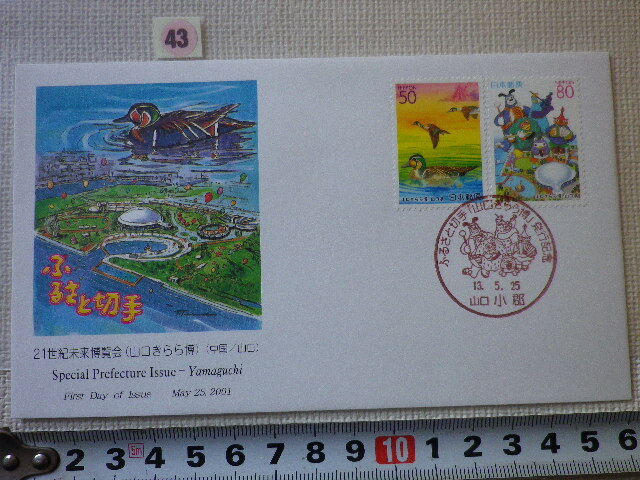 43
50
NIPPON
日本郵便
80
ふるさと切手
21世紀未来博覧会(山口きらら博)(中国/山口)
Special Prefecture Issue – Yamaguchi
First Day of Issue May 25, 2001
ふるさと切手「山口きらら博」発行記念
13. 5. 25
山口 小郡
2 3 5m 4 5 6 7 8 9 10 1 2 3 4 5 6